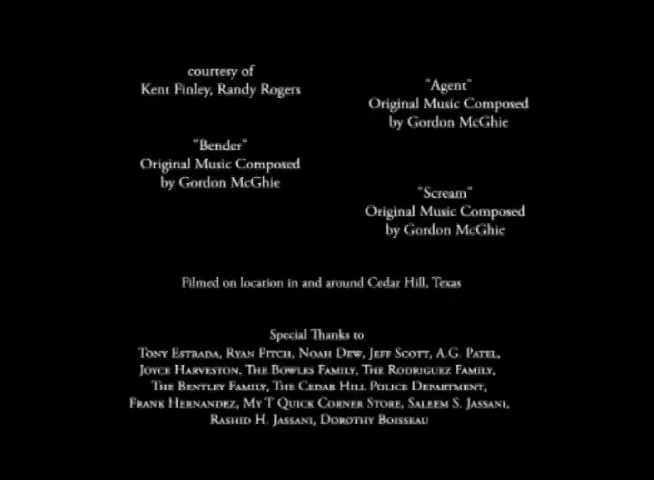 courtesy of
Kent Finley, Randy Rogers
"Bender"
Original Music Composed
by Gordon McGhie
"Agent"
Original Music Composed
by Gordon McGhie
"Scream"
Original Music Composed
by Gordon McGhie
Filmed on location in and around Cedar Hill, Texas
Special Thanks to
Tony Estrada, Ryan Fitch, Noah Dew, Jeff Scott, A.G. Patel,
Joyce Harveston, The Bowles Family, The Rodriguez Family,
The Bentley Family, The Cedar Hill Police Department,
Frank Hernandez, My T Quick Corner Store, Saleem S. Jassani,
Rashid H. Jassani, Dorothy Boisseau